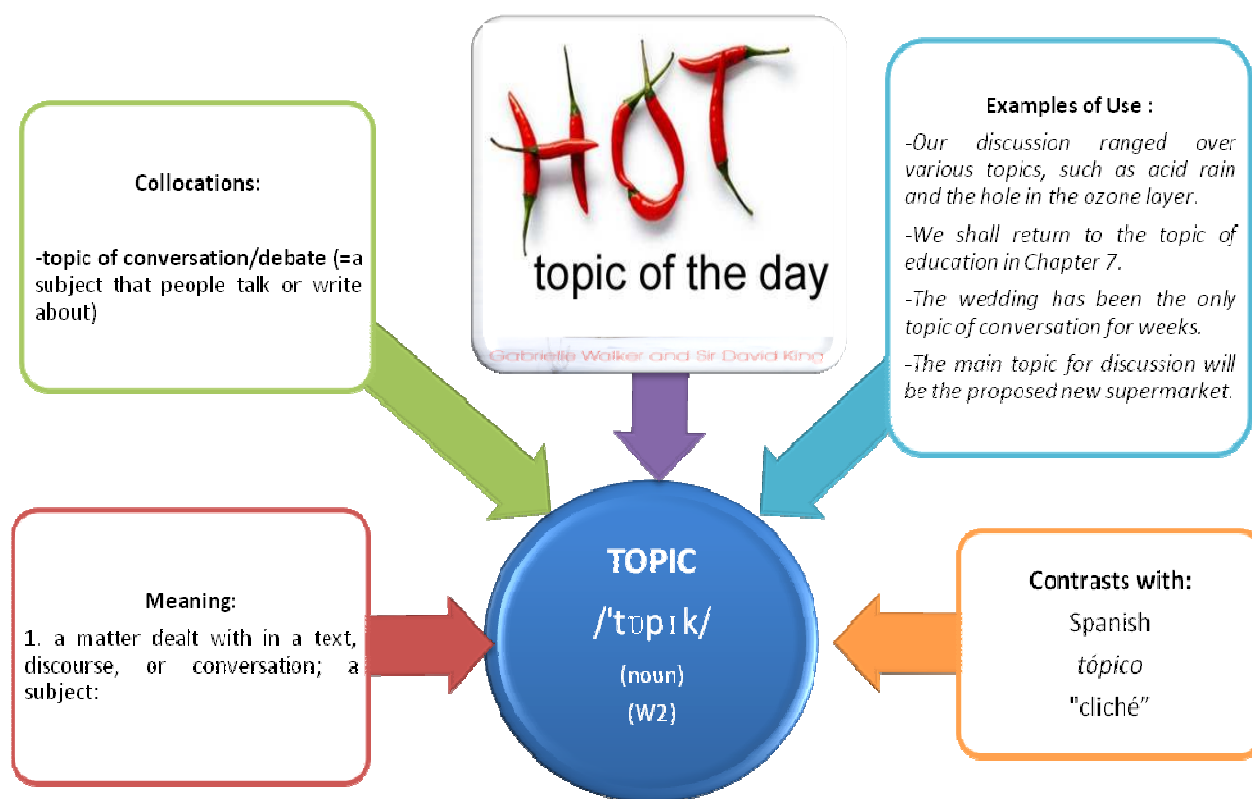 HOT
topic of the day
Gabrielle Walker and Sir David King
Collocations:
-topic of conversation/debate (=a
subject that people talk or write
about)
Examples of Use :
-Our discussion ranged over
various topics, such as acid rain
and the hole in the ozone layer.
-We shall return to the topic of
education in Chapter 7.
-The wedding has been the only
topic of conversation for weeks.
-The main topic for discussion will
be the proposed new supermarket.
Meaning:
1. a matter dealt with in a text,
discourse, or conversation; a
subject:
TOPIC
/'tɒpɪk/
(noun)
(W2)
Contrasts with:
Spanish
tópico
"cliché”